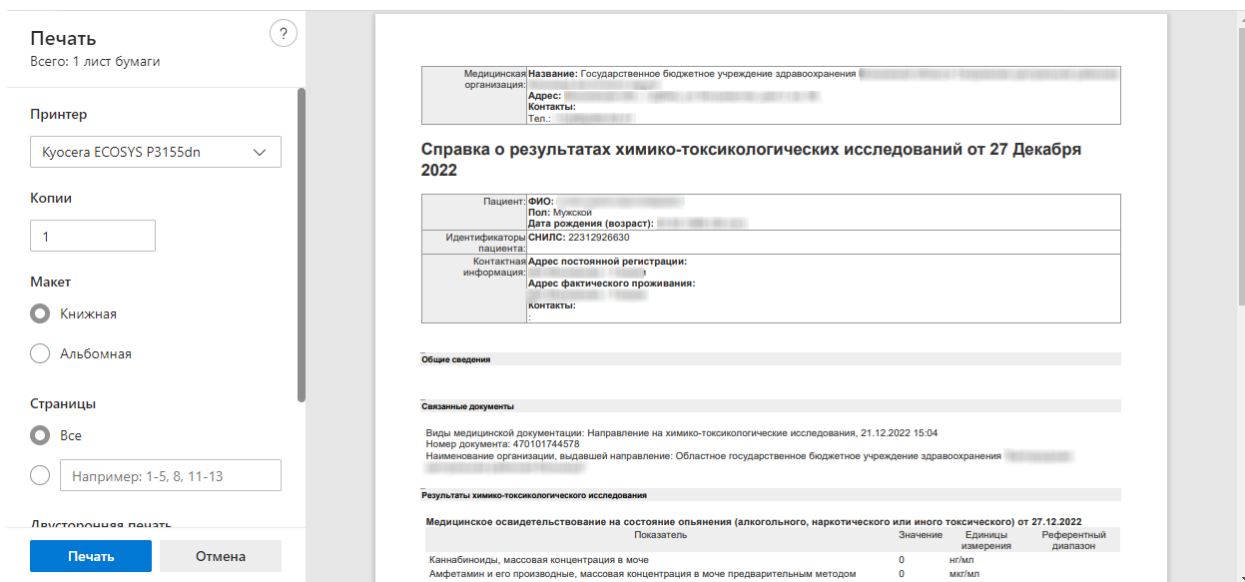 Печать
?
Всего: 1 лист бумаги
Принтер
Kyocera ECOSYS P3155dn
Копии
1
Макет
Книжная
Альбомная
Страницы
Все
Например: 1-5, 8, 11-13
Двусторонняя печать
Печать
Отмена
Медицинская организация:
Название: Государственное бюджетное учреждение здравоохранения
Адрес:
Контакты:
Тел.:
Справка о результатах химико-токсикологических исследований от 27 Декабря
2022
Пациент: ФИО:
Пол: Мужской
Дата рождения (возраст):
Идентификаторы пациента:
СНИЛС: 22312926630
Контактная информация:
Адрес постоянной регистрации:
Адрес фактического проживания:
Контакты:
:
Общие сведения
Связанные документы
Виды медицинской документации: Направление на химико-токсикологические исследования, 21.12.2022 15:04
Номер документа: 470101744578
Наименование организации, выдавшей направление: Областное государственное бюджетное учреждение здравоохранения
Результаты химико-токсикологического исследования
Медицинское освидетельствование на состояние опьянения (алкогольного, наркотического или иного токсического) от 27.12.2022
Показатель Значение Единицы измерения Референтный диапазон
Каннабиноиды, массовая концентрация в моче 0 нг/мл
Амфетамин и его производные, массовая концентрация в моче предварительным методом 0 мкг/мл